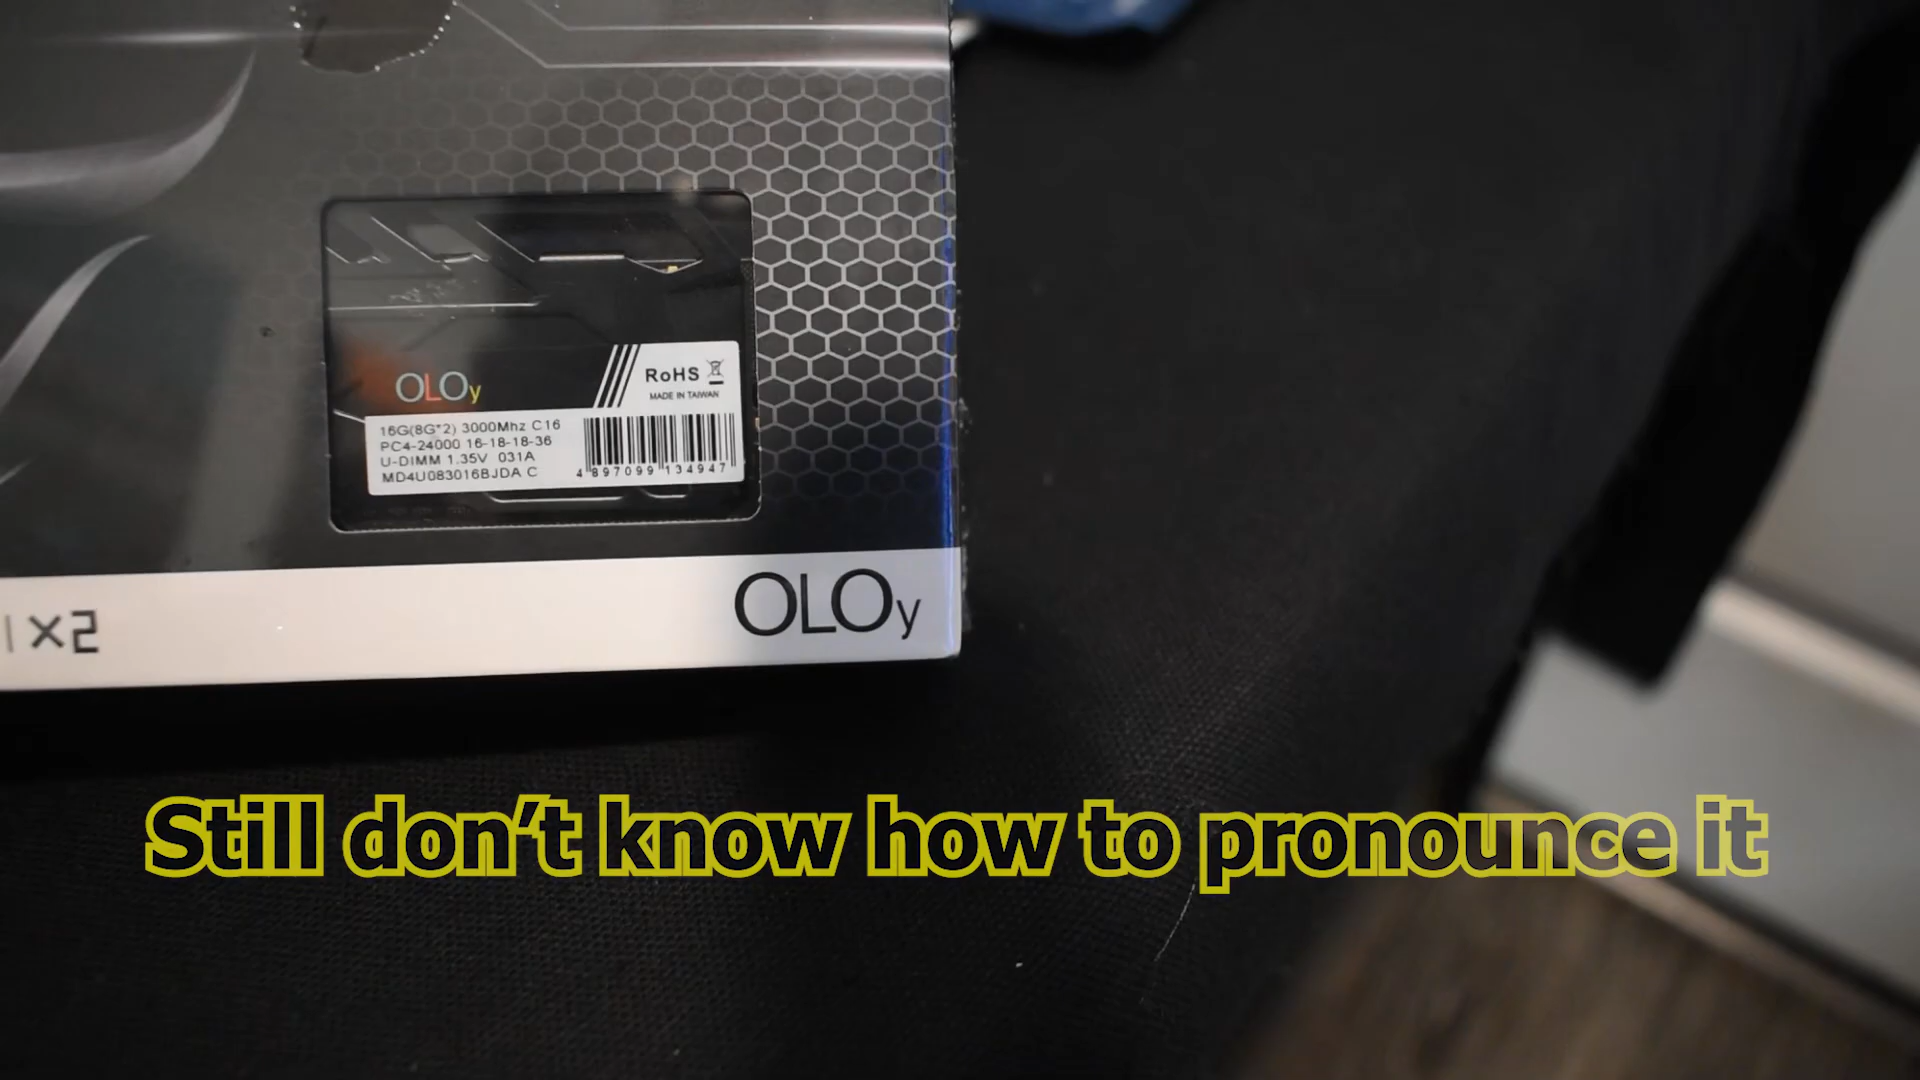 OLOy
RoHS
MADE IN TAIWAN
16G(8G*2) 3000Mhz C16
PC4-24000 16-18-18-36
U-DIMM 1.35V 031A
MD4U083016BJDA C
4 897099 134947
x2
OLOy
Still don't know how to pronounce it